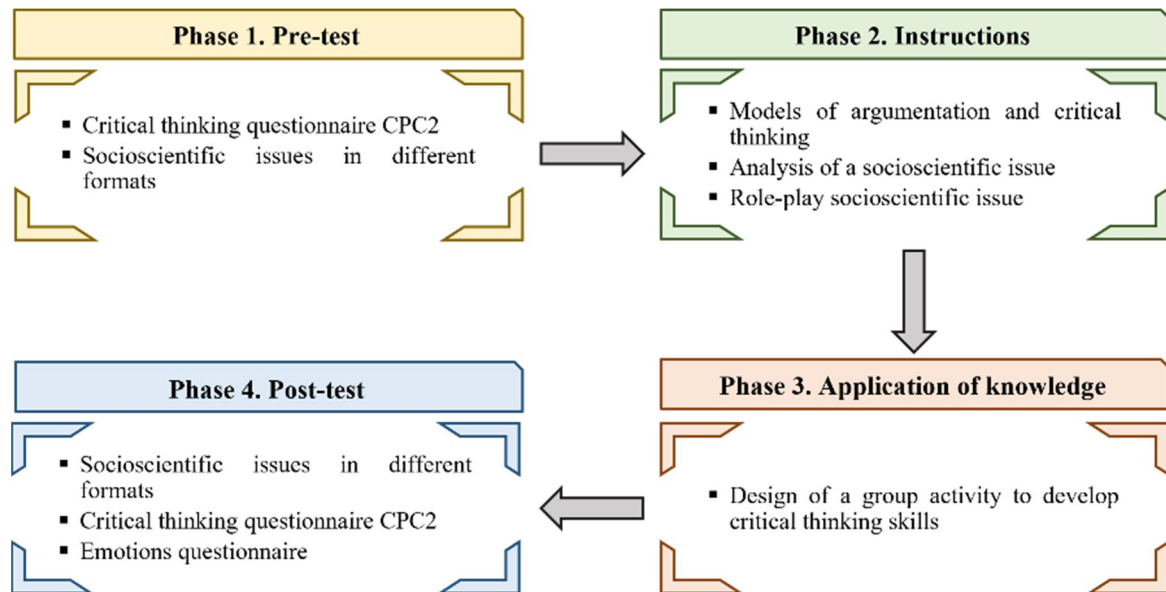 Phase 1. Pre-test
▪ Critical thinking questionnaire CPC2
▪ Socioscientific issues in different
formats
Phase 2. Instructions
▪ Models of argumentation and critical
thinking
▪ Analysis of a socioscientific issue
▪ Role-play socioscientific issue
Phase 3. Application of knowledge
▪ Design of a group activity to develop
critical thinking skills
Phase 4. Post-test
▪ Socioscientific issues in different
formats
▪ Critical thinking questionnaire CPC2
▪ Emotions questionnaire